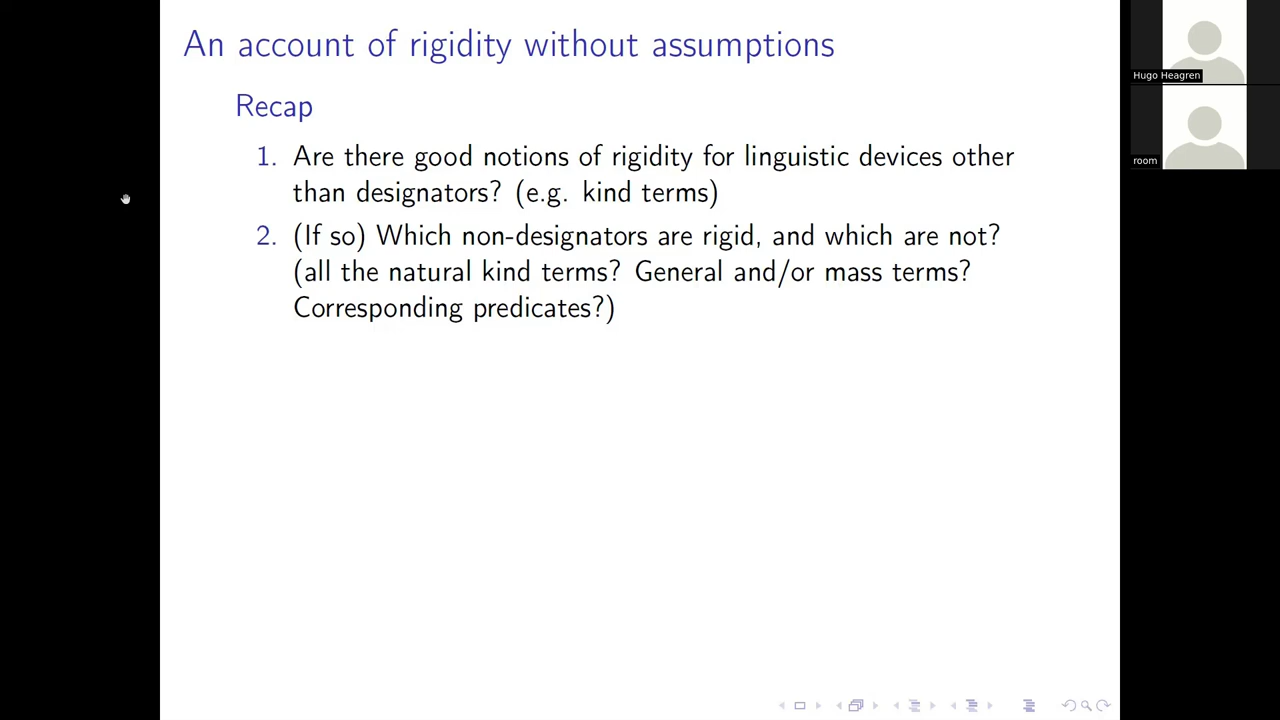 An account of rigidity without assumptions
Recap
1. Are there good notions of rigidity for linguistic devices other
than designators? (e.g. kind terms)
2. (If so) Which non-designators are rigid, and which are not?
(all the natural kind terms? General and/or mass terms?
Corresponding predicates?)
Hugo Heagren
room